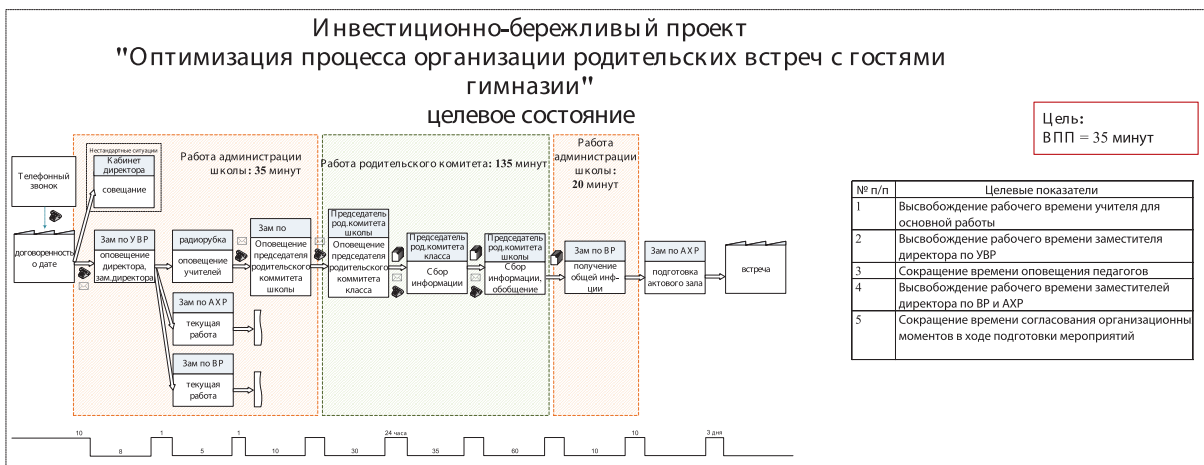 Инвестиционно-бережливый проект
"Оптимизация процесса организации родительских встреч с гостями
гимназии"
целевое состояние
Цель:
ВПП = 35 минут
Нестандартные ситуации
Кабинет
директора
совещание
Работа администрации
школы: 35 минут
Работа родительского комитета: 135 минут
Работа
администрации
школы:
20 минут
Телефонный
звонок
договоренность
о дате
Зам по УВР
оповещение
директора,
зам.директора
радиорубка
оповещение
учителей
Зам по
Оповещение
председателя
родительского
коммитета
школы
Председатель
род.комитета
школы
Оповещение
председателя
родительского
коммитета
класса
Председатель
род.комитета
класса
Сбор
информации
Председатель
род.комитета
школы
Сбор
информации,
обобщение
Зам по ВР
получение
общей инф-
ции
Зам по АХР
подготовка
актового зала
встреча
Зам по АХР
текущая
работа
Зам по ВР
текущая
работа
№ п/п Целевые показатели
1 Высвобождение рабочего времени учителя для
основной работы
2 Высвобождение рабочего времени заместителя
директора по УВР
3 Сокращение времени оповещения педагогов
4 Высвобождение рабочего времени заместителей
директора по ВР и АХР
5 Сокращение времени согласования организационны
моментов в ходе подготовки мероприятий
10 1 1 24 часа 10 3 дня
8 5 10 30 35 60 10